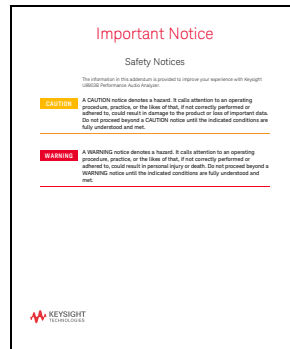 Important Notice
Safety Notices
The information in this addendum is provided to improve your experience with Keysight
U8903B Performance Audio Analyzer.
CAUTION
A CAUTION notice denotes a hazard. It calls attention to an operating
procedure, practice, or the likes of that, if not correctly performed or
adhered to, could result in damage to the product or loss of important data.
Do not proceed beyond a CAUTION notice until the indicated conditions are
fully understood and met.
WARNING
A WARNING notice denotes a hazard. It calls attention to an operating
procedure, practice, or the likes of that, if not correctly performed or
adhered to, could result in personal injury or death. Do not proceed beyond a
WARNING notice until the indicated conditions are fully understood and
met.
KEYSIGHT
TECHNOLOGIES